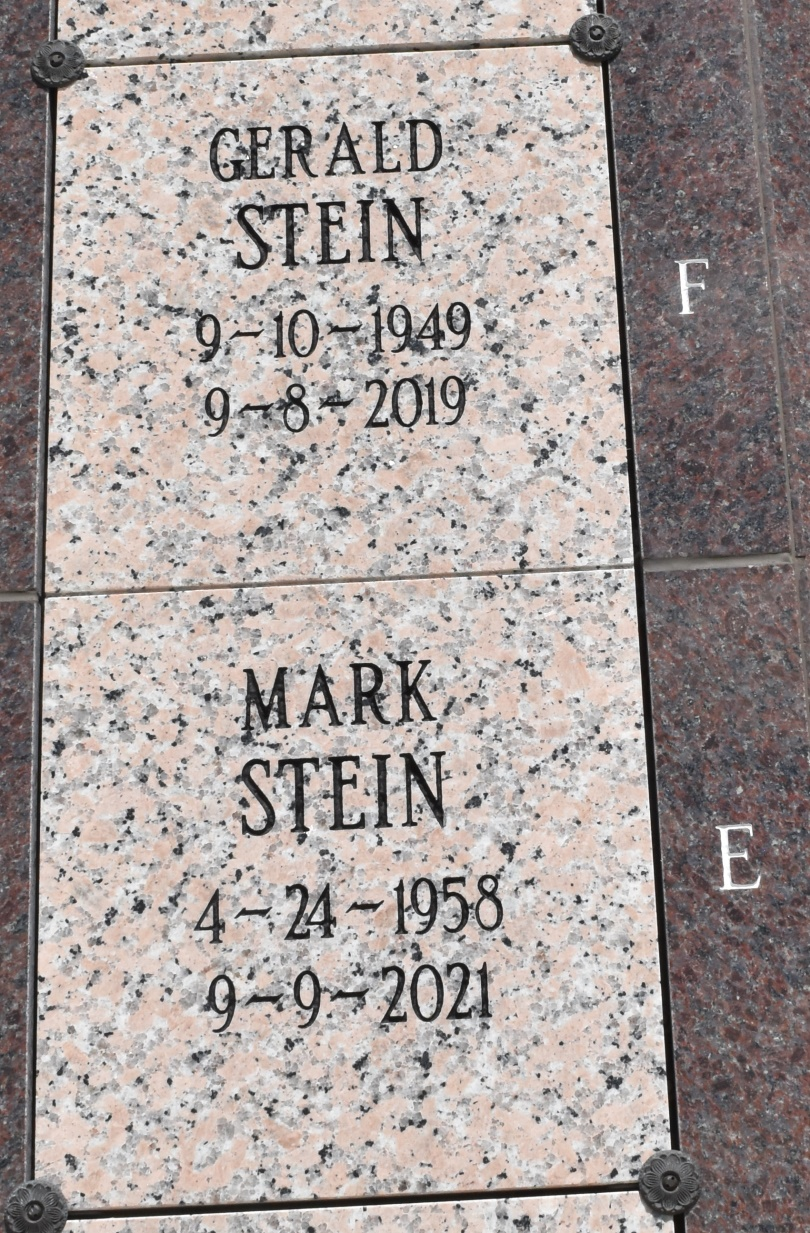 GERALD
STEIN
9-10-1949
9-8-2019
F
MARK
STEIN
4-24-1958
9-9-2021
E